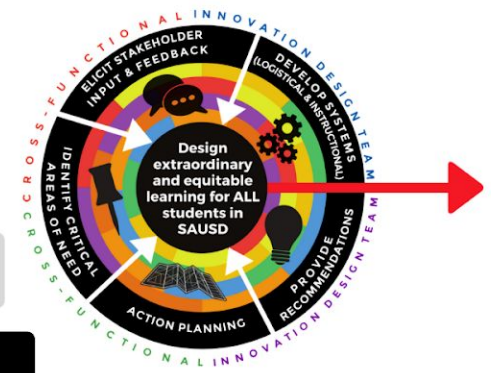 CROSS-FUNCTIONAL INNOVATION DESIGN TEAM
ELICIT STAKEHOLDER
INPUT & FEEDBACK
DEVELOP SYSTEMS
(LOGISTICAL & INSTRUCTIONAL)
IDENTIFY CRITICAL
AREAS OF NEED
Design
extraordinary
and equitable
learning for ALL
students in
SAUSD
PROVIDE
RECOMMENDATIONS
ACTION PLANNING
CROSS-FUNCTIONAL INNOVATION DESIGN TEAM